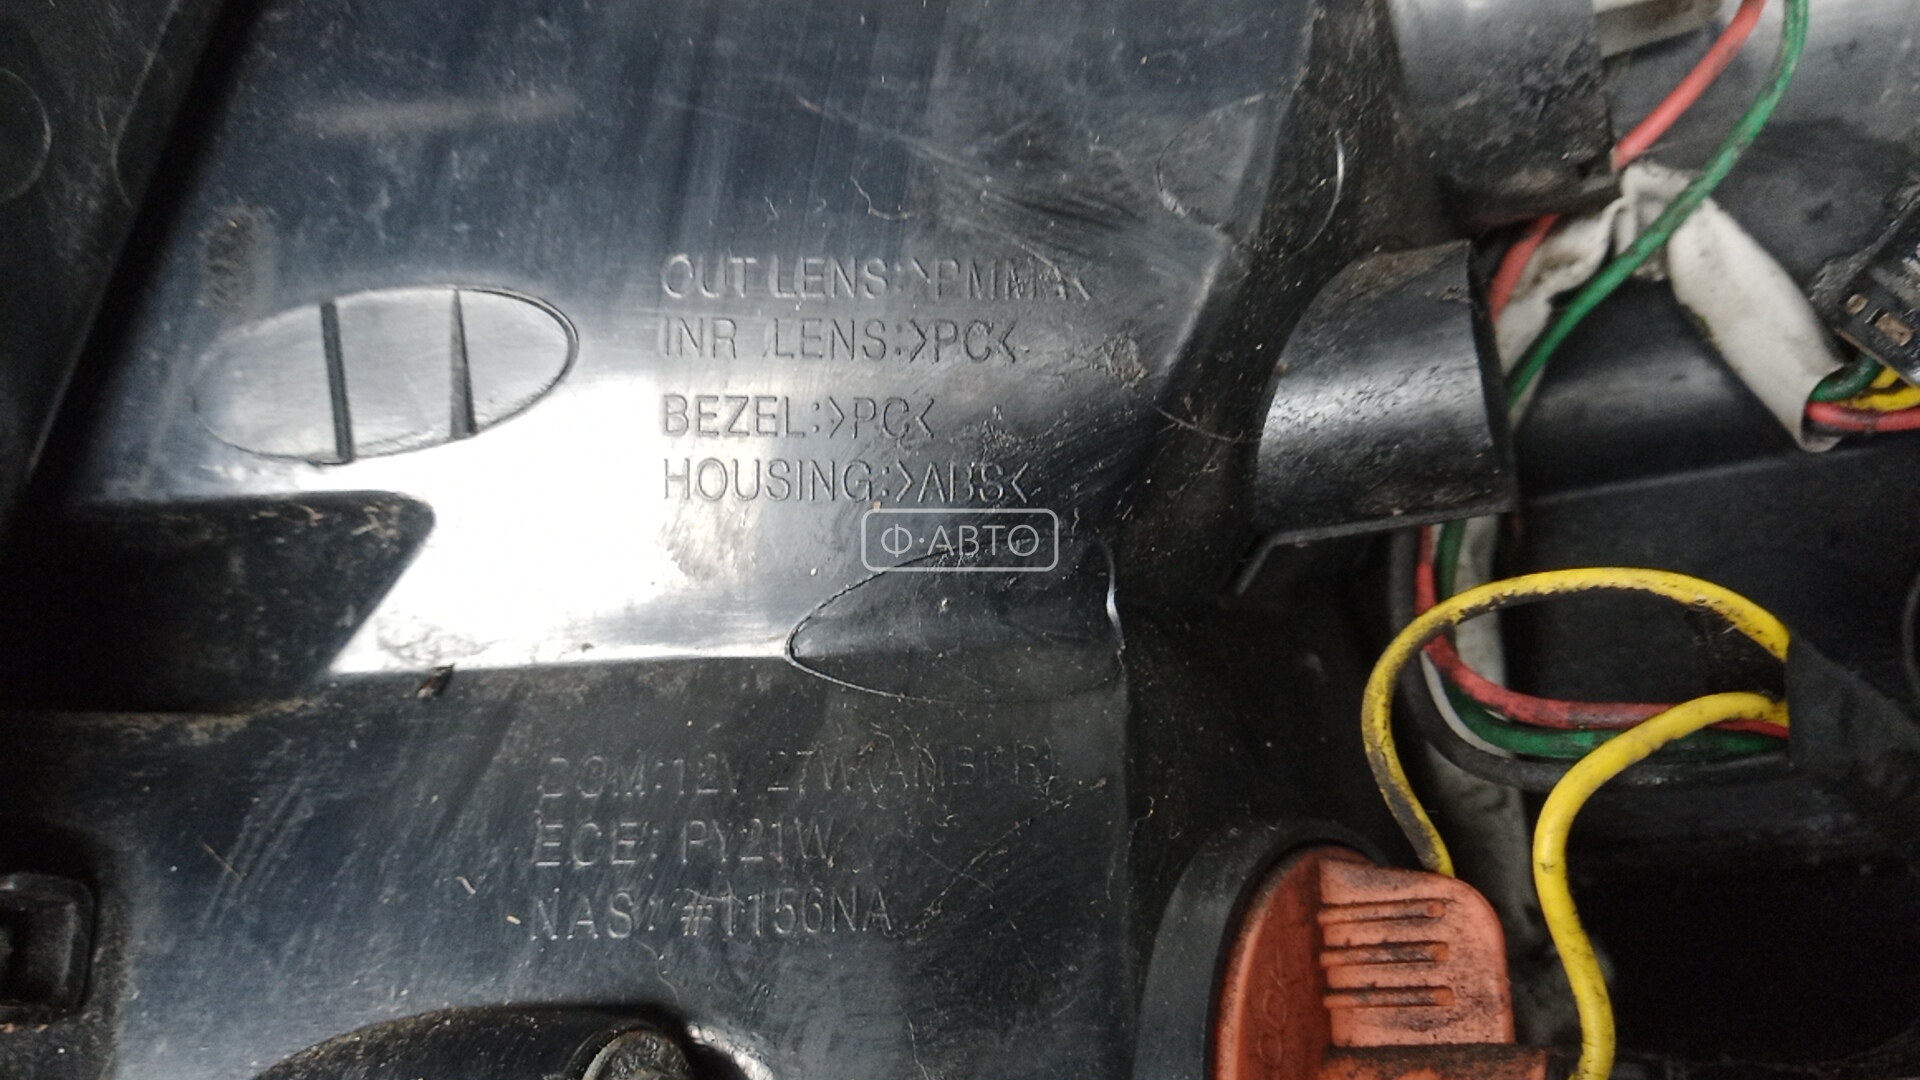 OUT LENS:>PMMA<
INR LENS:>PC<
BEZEL:>PC<
HOUSING:>ABS<
Ф·АВТО
DOM:12V 27W(AMBER)
ECE: PY21W
NAS: #1156NA